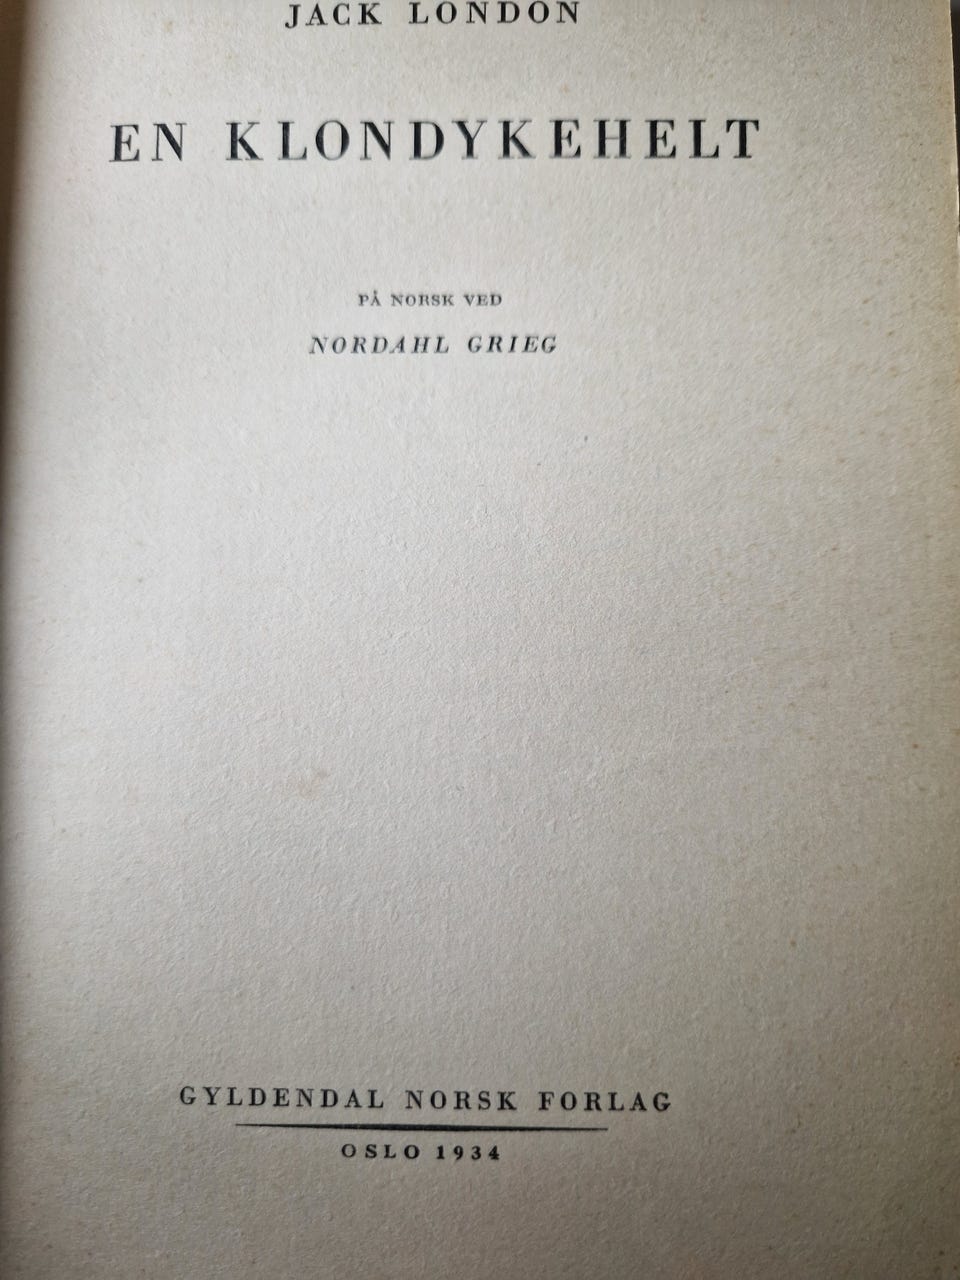 JACK LONDON
EN KLONDYKEHELT
PÅ NORSK VED
NORDAHL GRIEG
GYLDENDAL NORSK FORLAG
OSLO 1934